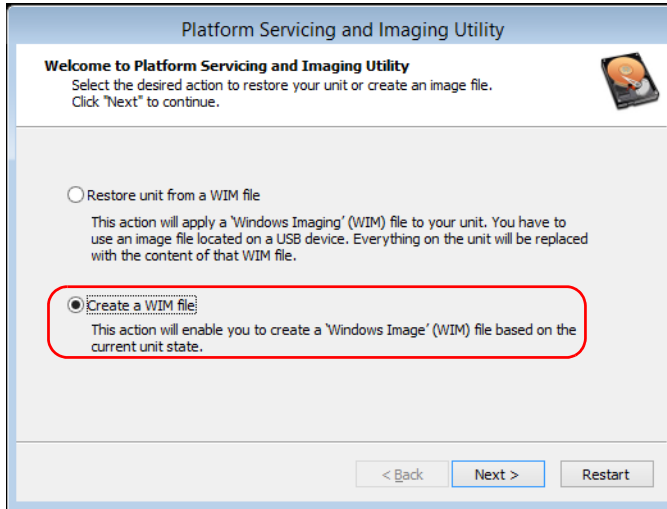 Platform Servicing and Imaging Utility
Welcome to Platform Servicing and Imaging Utility
Select the desired action to restore your unit or create an image file.
Click "Next" to continue.
Restore unit from a WIM file
This action will apply a ‘Windows Imaging’ (WIM) file to your unit. You have to
use an image file located on a USB device. Everything on the unit will be replaced
with the content of that WIM file.
Create a WIM file
This action will enable you to create a ‘Windows Image’ (WIM) file based on the
current unit state.
< Back Next > Restart